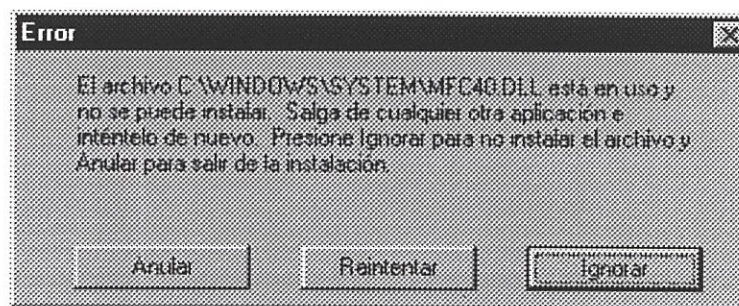 Error
El archivo C:\WINDOWS\SYSTEM\MFC40.DLL está en uso y
no se puede instalar. Salga de cualquier otra aplicación e
inténtelo de nuevo. Presione Ignorar para no instalar el archivo y
Anular para salir de la instalación.
Anular
Reintentar
Ignorar